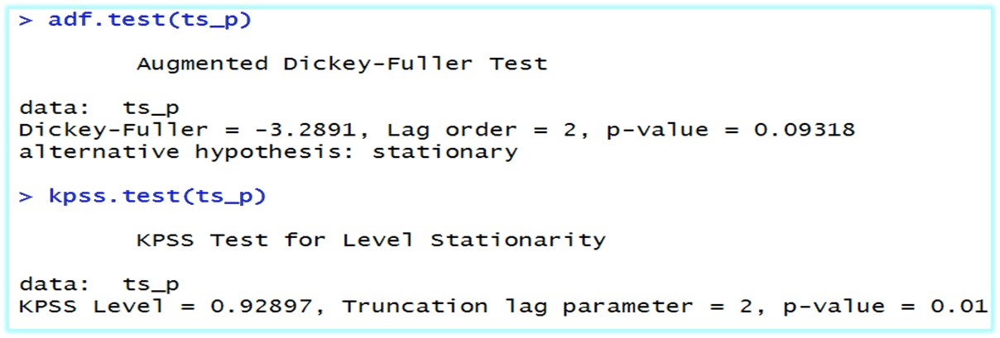 > adf.test(ts_p)
Augmented Dickey-Fuller Test
data: ts_p
Dickey-Fuller = -3.2891, Lag order = 2, p-value = 0.09318
alternative hypothesis: stationary
> kpss.test(ts_p)
KPSS Test for Level Stationarity
data: ts_p
KPSS Level = 0.92897, Truncation lag parameter = 2, p-value = 0.01